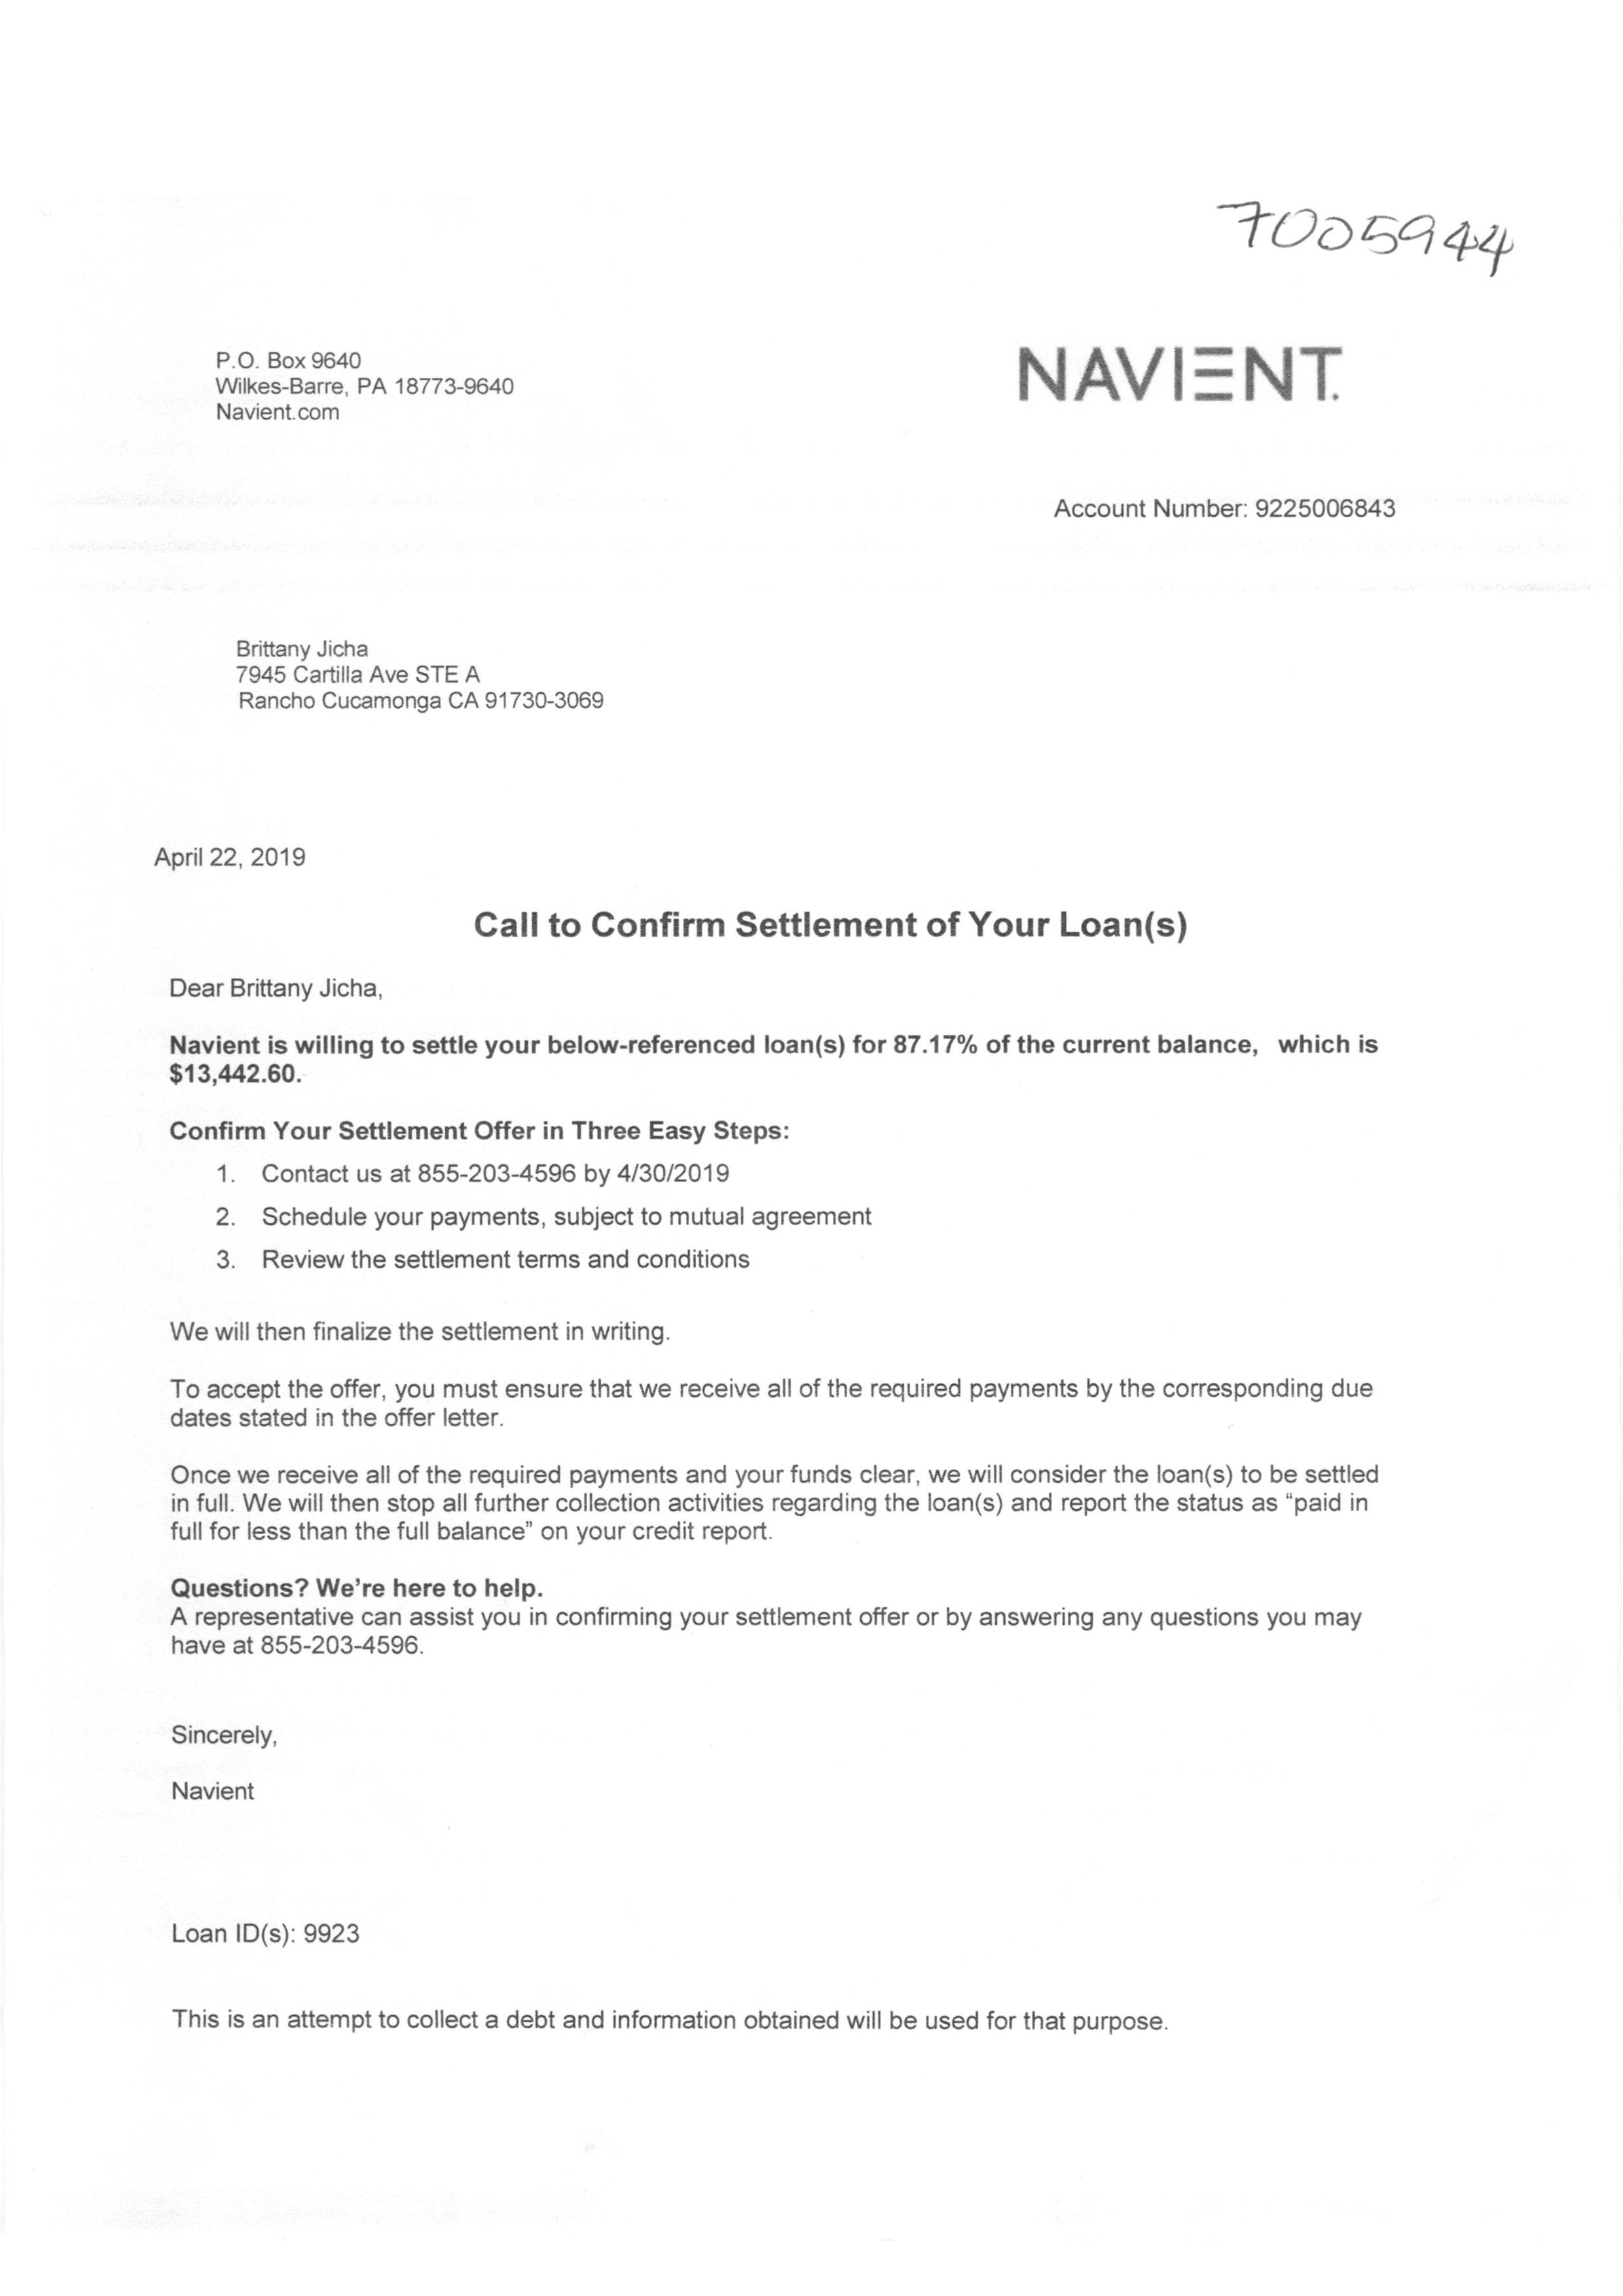 7005944
P.O. Box 9640
Wilkes-Barre, PA 18773-9640
Navient.com
NAVIENT.
Account Number: 9225006843
Brittany Jicha
7945 Cartilla Ave STE A
Rancho Cucamonga CA 91730-3069
April 22, 2019
Call to Confirm Settlement of Your Loan(s)
Dear Brittany Jicha,
Navient is willing to settle your below-referenced loan(s) for 87.17% of the current balance, which is
$13,442.60.
Confirm Your Settlement Offer in Three Easy Steps:
1. Contact us at 855-203-4596 by 4/30/2019
2. Schedule your payments, subject to mutual agreement
3. Review the settlement terms and conditions
We will then finalize the settlement in writing.
To accept the offer, you must ensure that we receive all of the required payments by the corresponding due
dates stated in the offer letter.
Once we receive all of the required payments and your funds clear, we will consider the loan(s) to be settled
in full. We will then stop all further collection activities regarding the loan(s) and report the status as “paid in
full for less than the full balance” on your credit report.
Questions? We’re here to help.
A representative can assist you in confirming your settlement offer or by answering any questions you may
have at 855-203-4596.
Sincerely,
Navient
Loan ID(s): 9923
This is an attempt to collect a debt and information obtained will be used for that purpose.